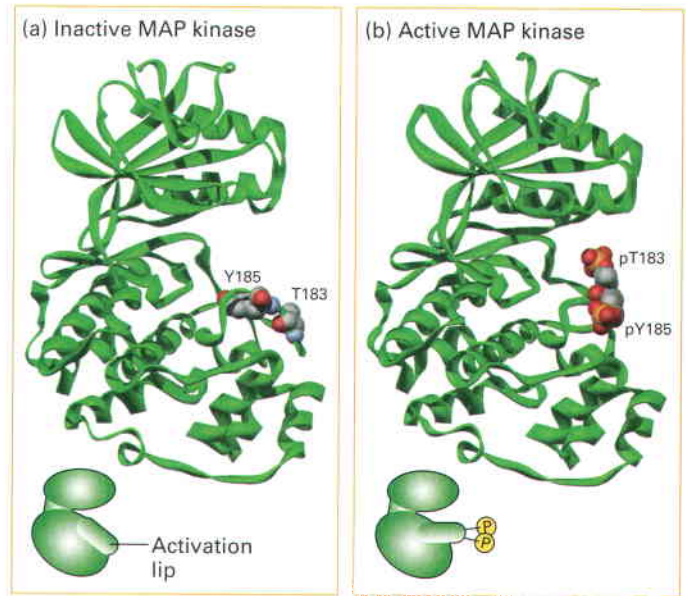 (a) Inactive MAP kinase
Y185
T183
Activation
lip
(b) Active MAP kinase
pT183
pY185
P
P